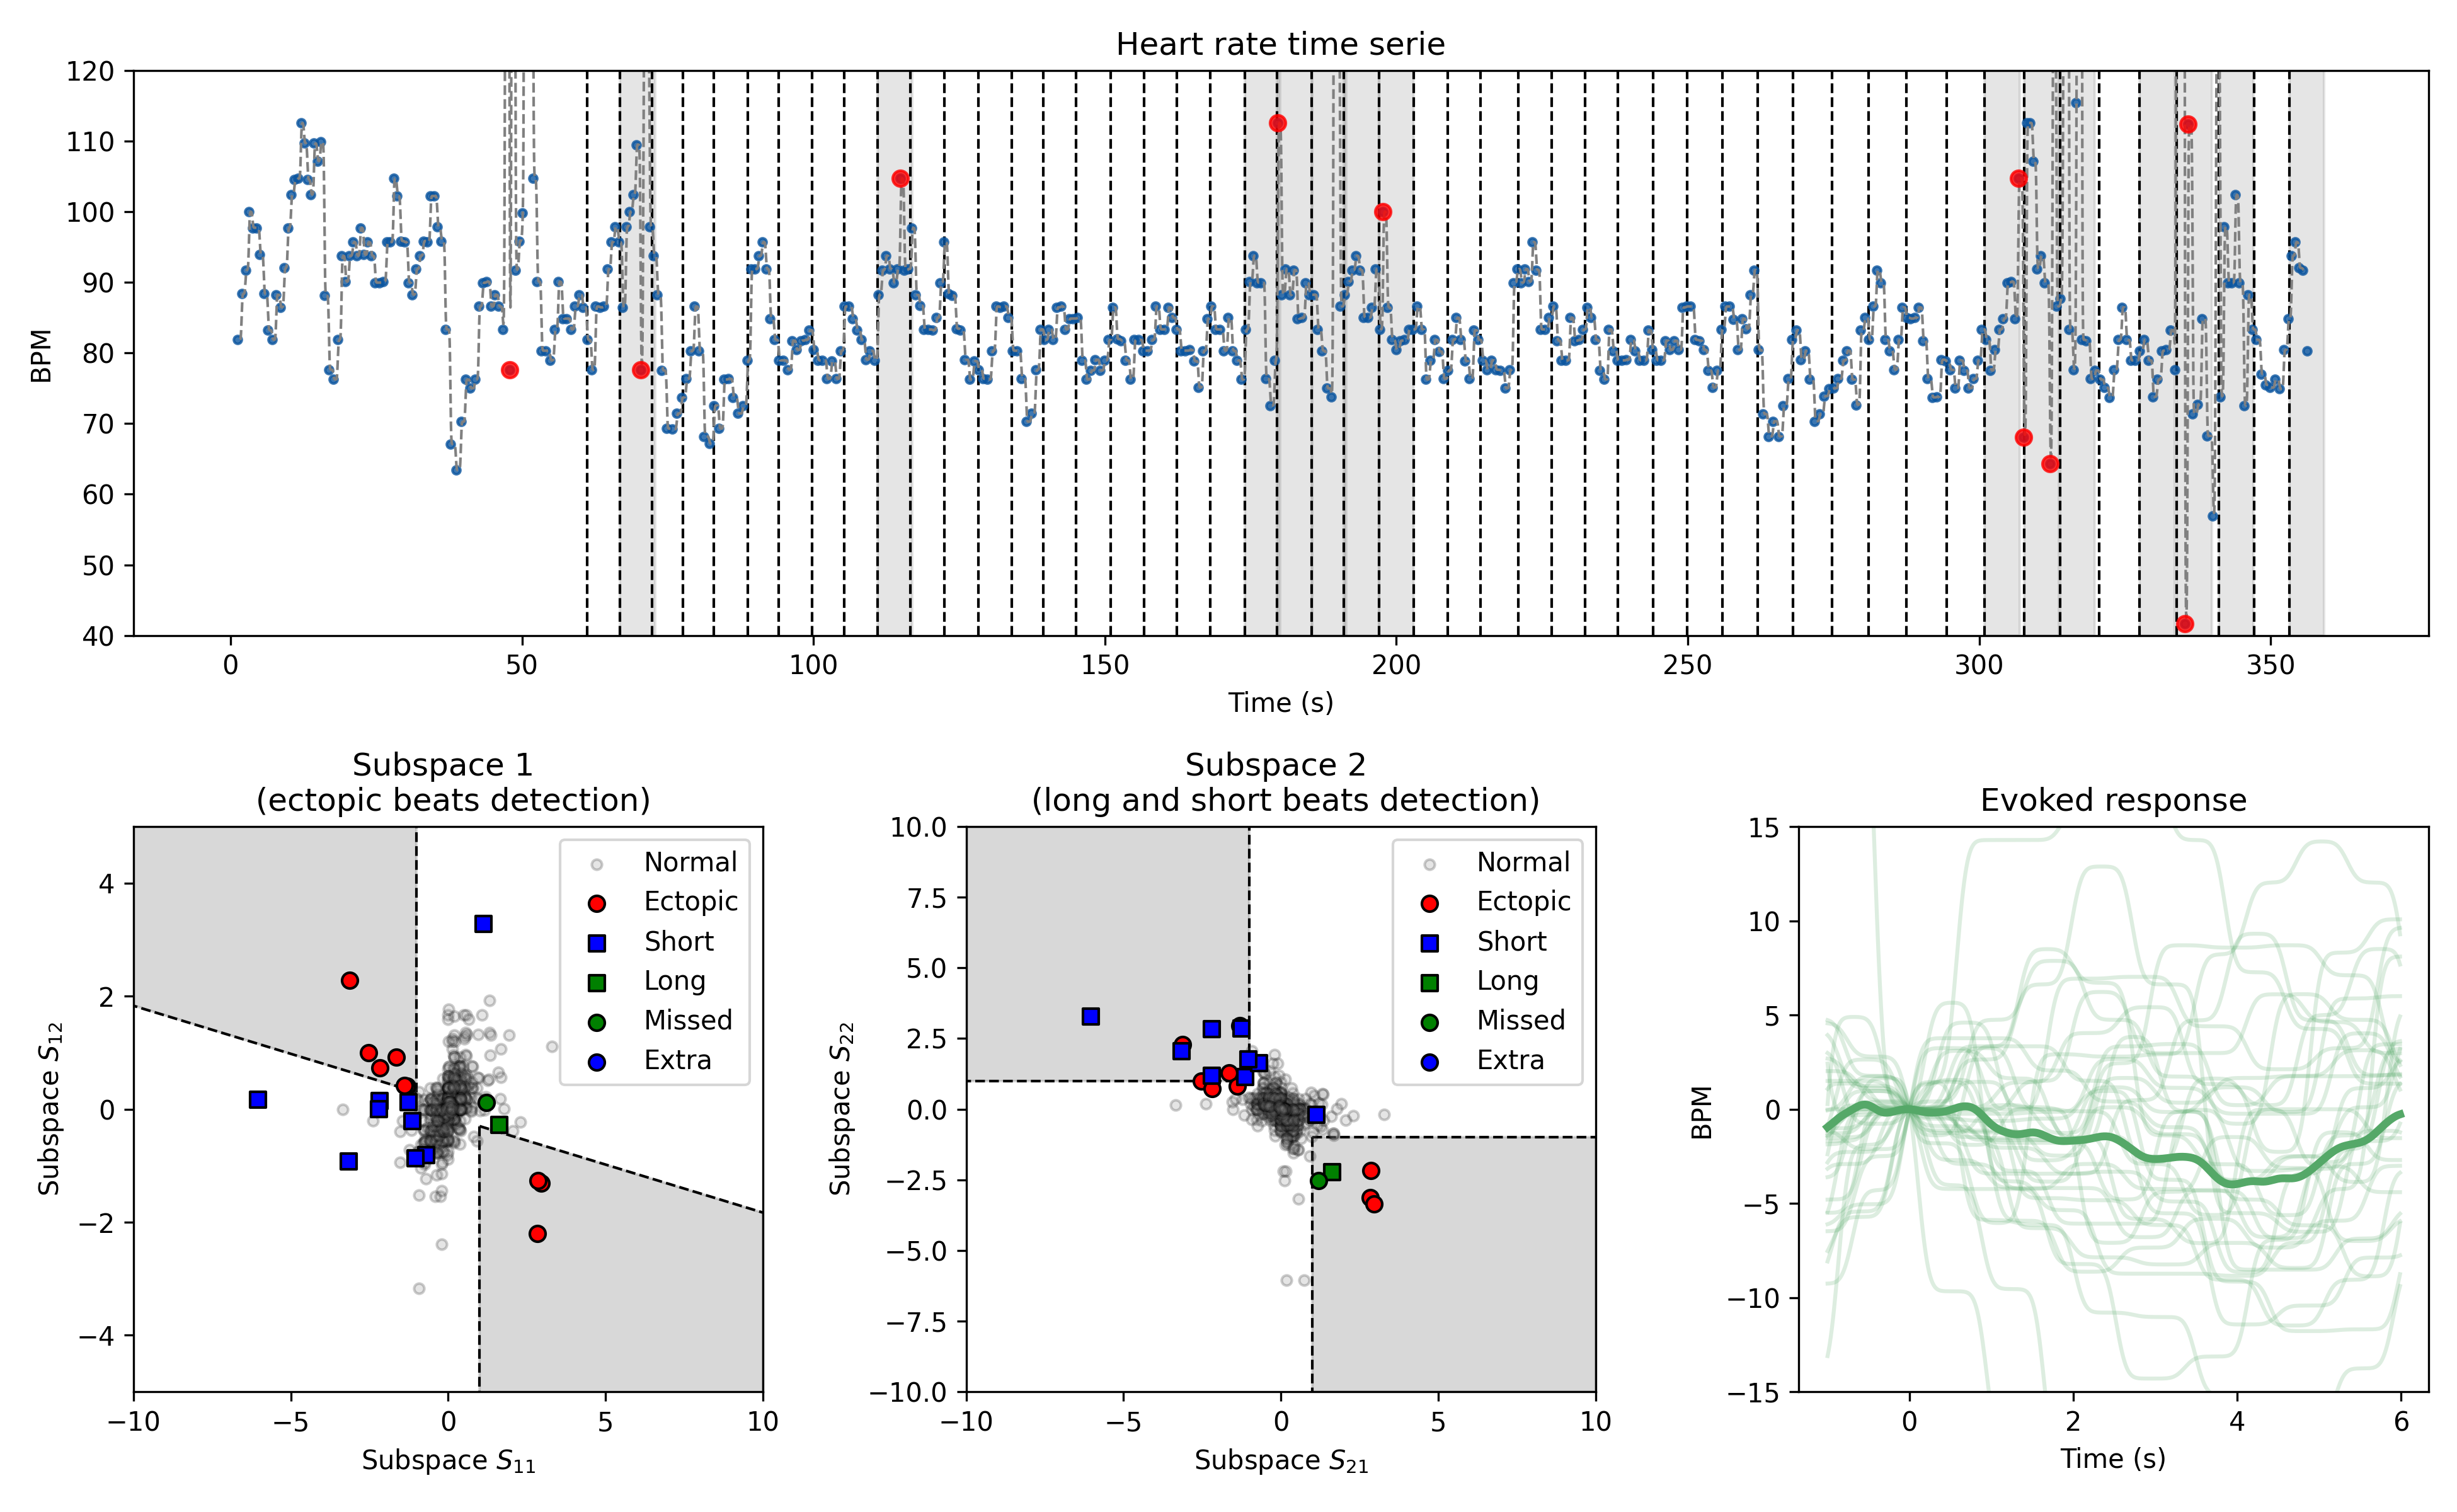 Heart rate time serie
120
110
100
90
80
70
60
50
40
BPM
0 50 100 150 200 250 300 350
Time (s)
Subspace 1
(ectopic beats detection)
4
2
0
−2
−4
Subspace S₁₂
Normal
Ectopic
Short
Long
Missed
Extra
−10 −5 0 5 10
Subspace S₁₁
Subspace 2
(long and short beats detection)
10.0
7.5
5.0
2.5
0.0
−2.5
−5.0
−7.5
−10.0
Subspace S₂₂
Normal
Ectopic
Short
Long
Missed
Extra
−10 −5 0 5 10
Subspace S₂₁
Evoked response
15
10
5
0
−5
−10
−15
BPM
0 2 4 6
Time (s)